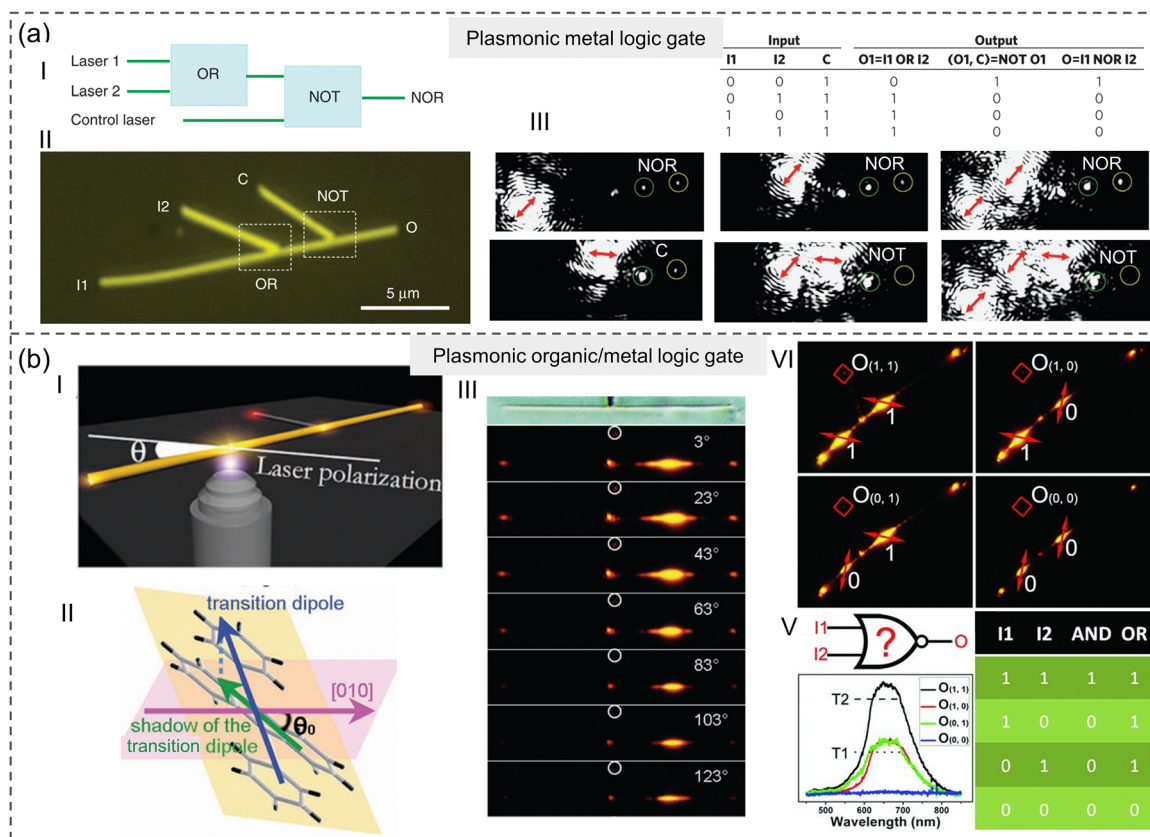 (a)
Plasmonic metal logic gate
I
Laser 1
Laser 2
Control laser
OR
NOT
NOR
Input Output
I1 I2 C O1=I1 OR I2 (O1, C)=NOT O1 O=I1 NOR I2
0 0 1 0 1 1
0 1 1 1 0 0
1 0 1 1 0 0
1 1 1 1 0 0
II
C
I2
NOT
O
I1
OR
5 μm
III
NOR
NOR
NOR
C
NOT
NOT
(b)
Plasmonic organic/metal logic gate
I
θ
Laser polarization
II
transition dipole
[010]
shadow of the
transition dipole
θ0
III
3°
23°
43°
63°
83°
103°
123°
VI
O(1, 1)
1
1
O(1, 0)
0
1
O(0, 1)
1
0
O(0, 0)
0
0
V
I1
I2
?
O
T2
T1
O(1, 1)
O(1, 0)
O(0, 1)
O(0, 0)
500 600 700 800
Wavelength (nm)
I1 I2 AND OR
1 1 1 1
1 0 0 1
0 1 0 1
0 0 0 0